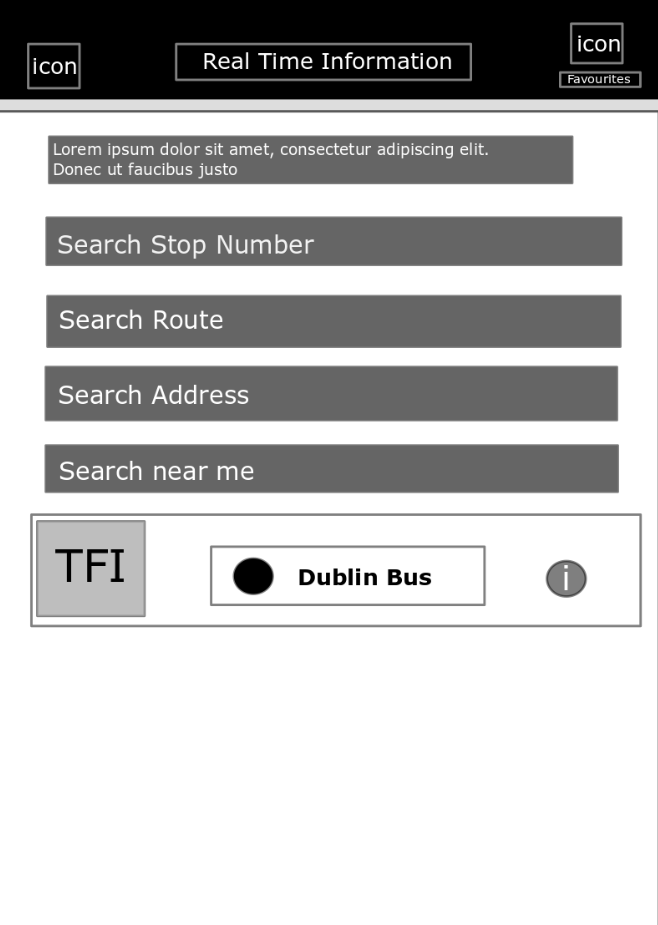 icon
Real Time Information
icon
Favourites
Lorem ipsum dolor sit amet, consectetur adipiscing elit.
Donec ut faucibus justo
Search Stop Number
Search Route
Search Address
Search near me
TFI
Dublin Bus
i